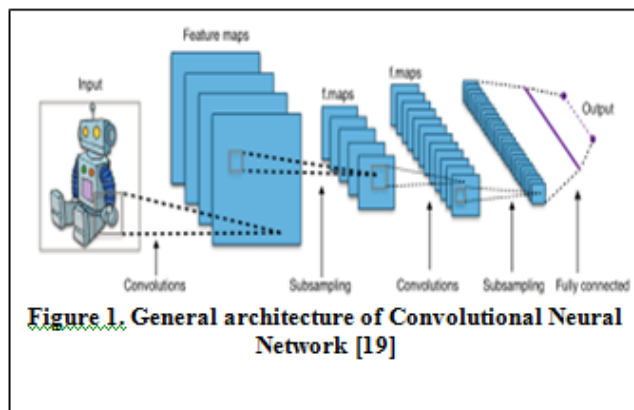 Feature maps
Input
f.maps
f.maps
Output
Convolutions
Subsampling
Convolutions
Subsampling
Fully connected
Figure 1. General architecture of Convolutional Neural
Network [19]